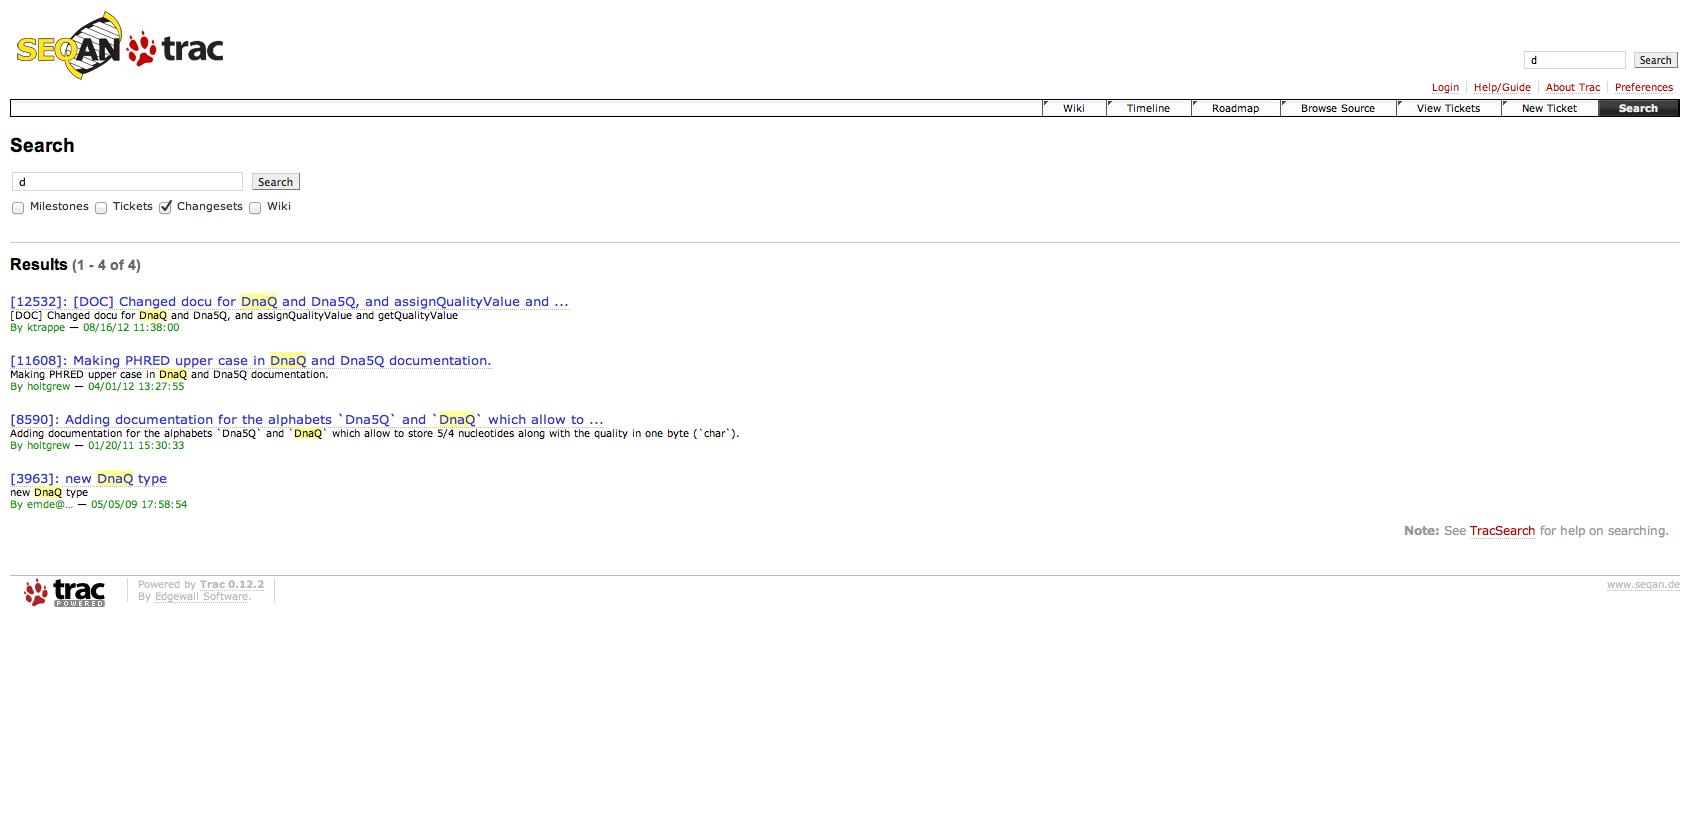 SEQAN trac
d Search
Login Help/Guide About Trac Preferences
Wiki Timeline Roadmap Browse Source View Tickets New Ticket Search
Search
d Search
Milestones Tickets Changesets Wiki
Results (1 - 4 of 4)
[12532]: [DOC] Changed docu for DnaQ and Dna5Q, and assignQualityValue and ...
[DOC] Changed docu for DnaQ and Dna5Q, and assignQualityValue and getQualityValue
By ktrappe — 08/16/12 11:38:00
[11608]: Making PHRED upper case in DnaQ and Dna5Q documentation.
Making PHRED upper case in DnaQ and Dna5Q documentation.
By holtgrew — 04/01/12 13:27:55
[8590]: Adding documentation for the alphabets `Dna5Q` and `DnaQ` which allow to ...
Adding documentation for the alphabets `Dna5Q` and `DnaQ` which allow to store 5/4 nucleotides along with the quality in one byte (`char`).
By holtgrew — 01/20/11 15:30:33
[3963]: new DnaQ type
new DnaQ type
By emde@... — 05/05/09 17:58:54
Note: See TracSearch for help on searching.
trac POWERED
Powered by Trac 0.12.2
By Edgewall Software.
www.seqan.de